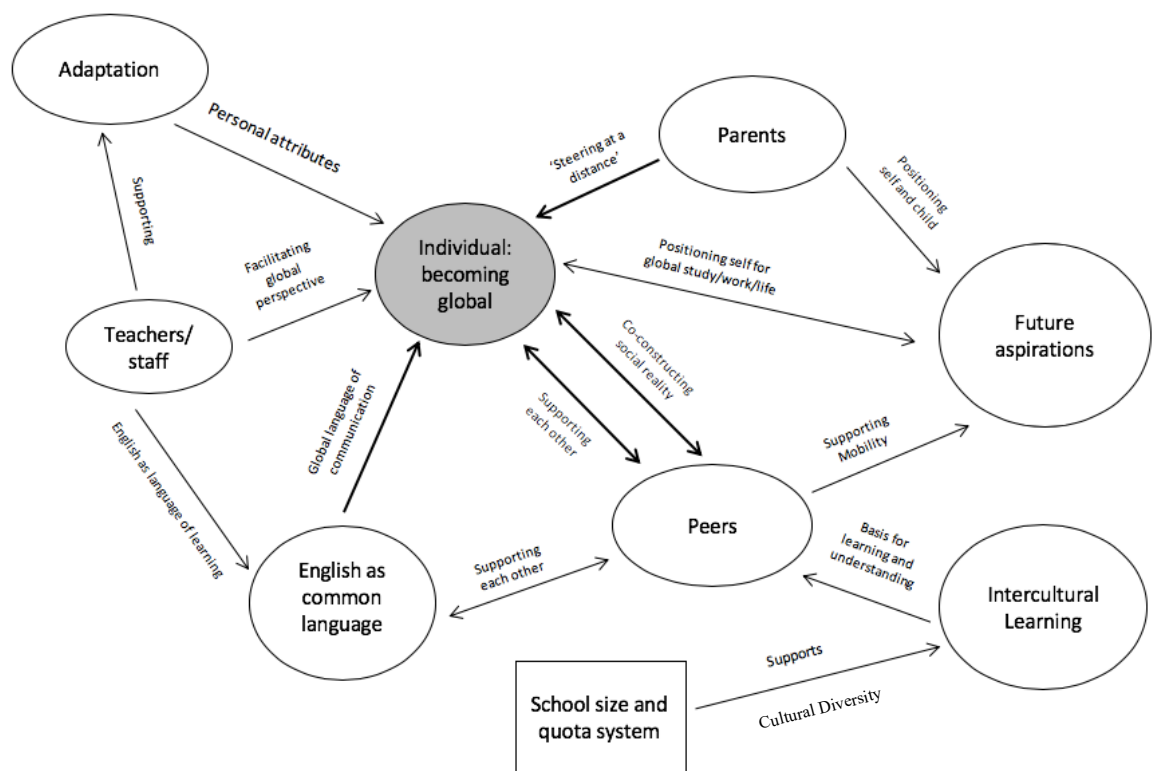 Adaptation
Personal attributes
Parents
'Steering at a
distance'
Positioning
self and child
Supporting
Individual:
becoming
global
Facilitating
global
perspective
Positioning self for
global study/work/life
Teachers/
staff
Future
aspirations
Co-constructing
social reality
Global language of
communication
Supporting
each other
English as language of learning
Supporting
Mobility
Peers
Basis for
learning and
understanding
English as
common
language
Supporting
each other
Intercultural
Learning
Supports
Cultural Diversity
School size and
quota system